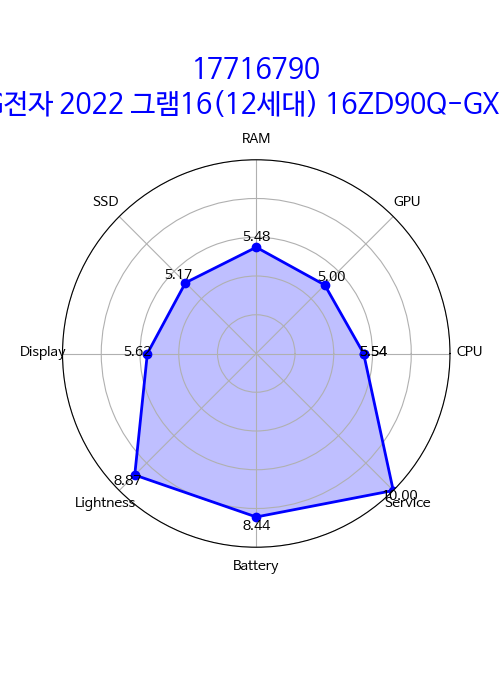 17716790
전자 2022 그램16(12세대) 16ZD90Q-GX
RAM
SSD
GPU
5.48
5.17
5.00
Display
5.63
5.54
CPU
8.87
10.00
Lightness
Service
8.44
Battery